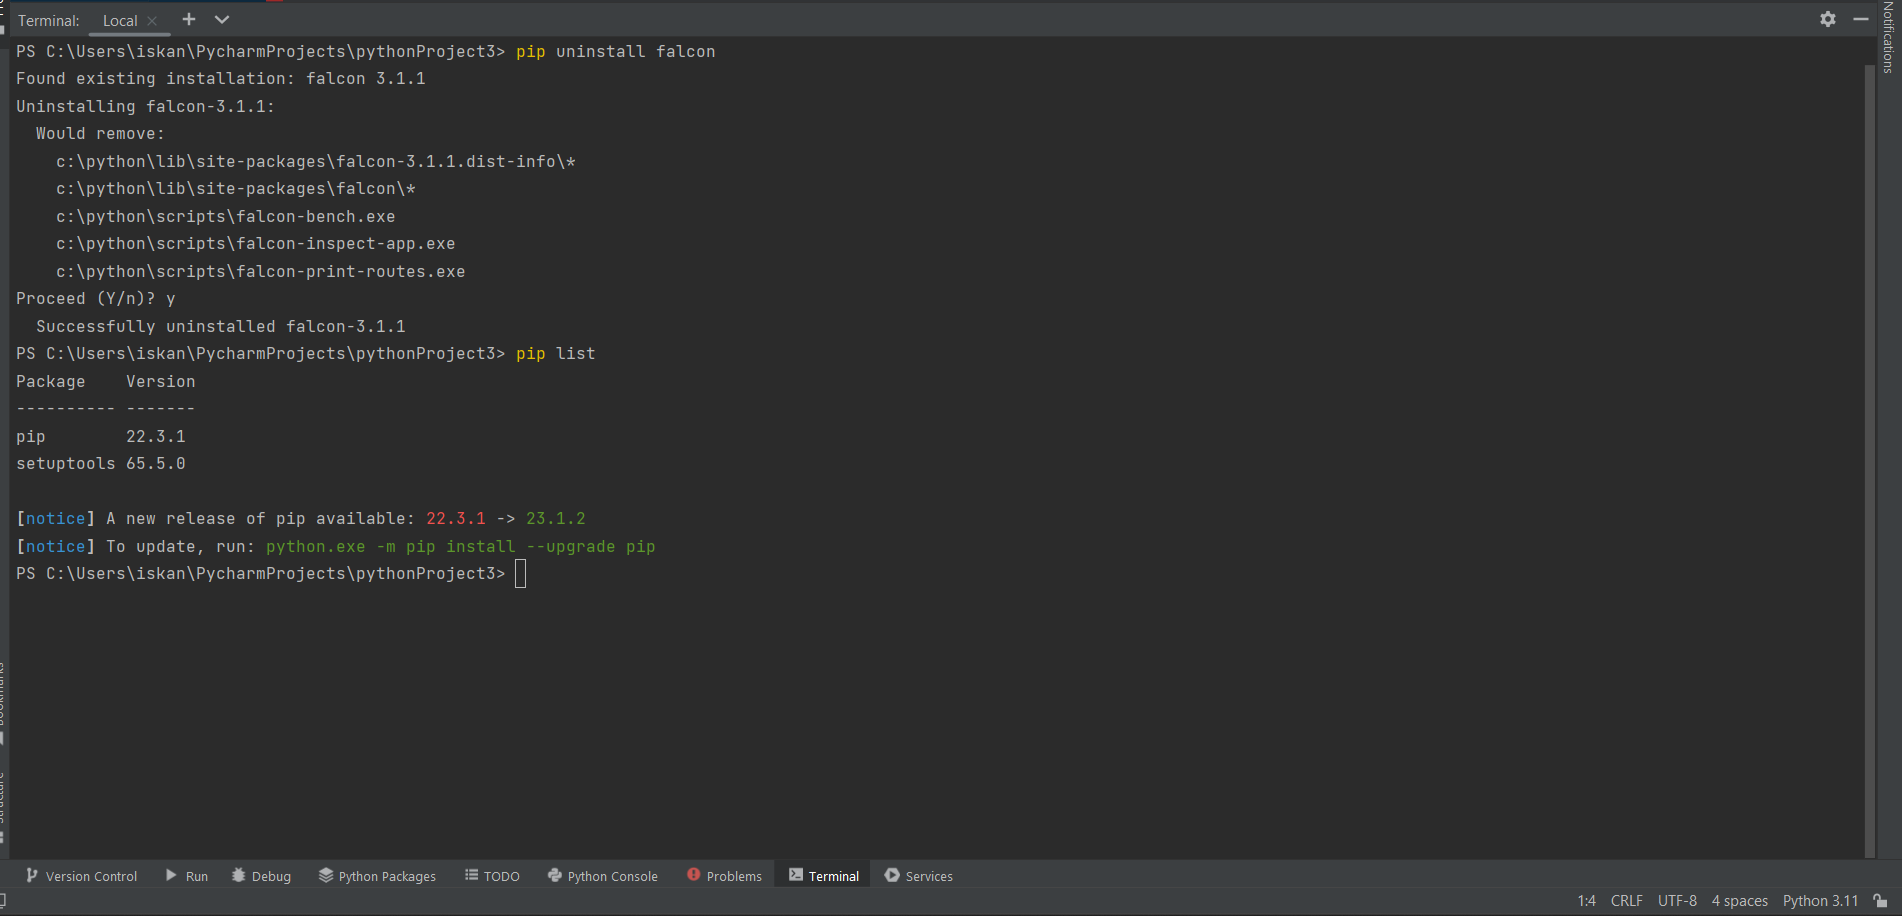 Terminal: Local
Notifications
PS C:\Users\iskan\PycharmProjects\pythonProject3> pip uninstall falcon
Found existing installation: falcon 3.1.1
Uninstalling falcon-3.1.1:
  Would remove:
    c:\python\lib\site-packages\falcon-3.1.1.dist-info\*
    c:\python\lib\site-packages\falcon\*
    c:\python\scripts\falcon-bench.exe
    c:\python\scripts\falcon-inspect-app.exe
    c:\python\scripts\falcon-print-routes.exe
Proceed (Y/n)? y
  Successfully uninstalled falcon-3.1.1
PS C:\Users\iskan\PycharmProjects\pythonProject3> pip list
Package    Version
---------- -------
pip        22.3.1
setuptools 65.5.0
[notice] A new release of pip available: 22.3.1 -> 23.1.2
[notice] To update, run: python.exe -m pip install --upgrade pip
PS C:\Users\iskan\PycharmProjects\pythonProject3>
Bookmarks
Structure
Version Control Run Debug Python Packages TODO Python Console Problems Terminal Services
1:4 CRLF UTF-8 4 spaces Python 3.11